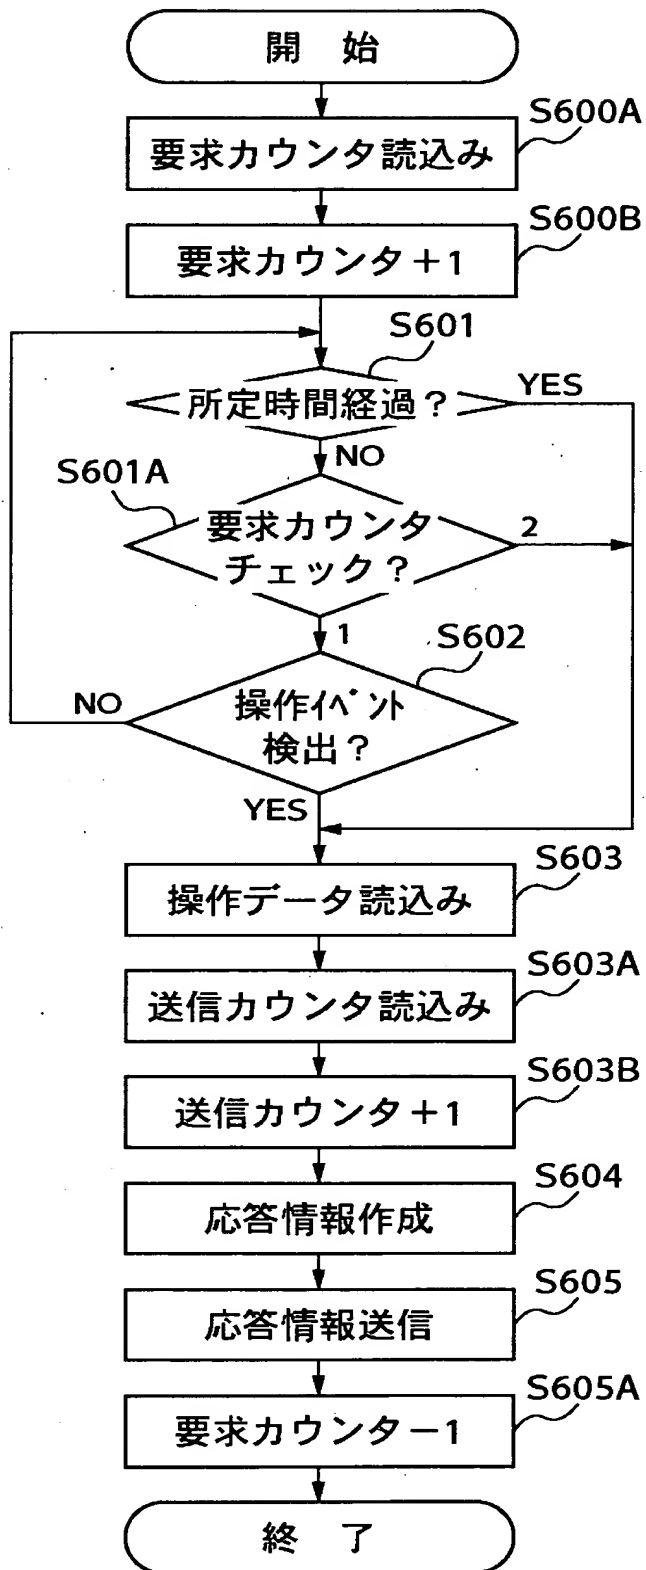 開 始
S600A
要求カウンタ読込み
S600B
要求カウンタ+1
S601
所定時間経過?
YES
NO
S601A
要求カウンタ
チェック?
2
1
S602
操作イベント
検出?
NO
YES
S603
操作データ読込み
S603A
送信カウンタ読込み
S603B
送信カウンタ+1
S604
応答情報作成
S605
応答情報送信
S605A
要求カウンター1
終 了